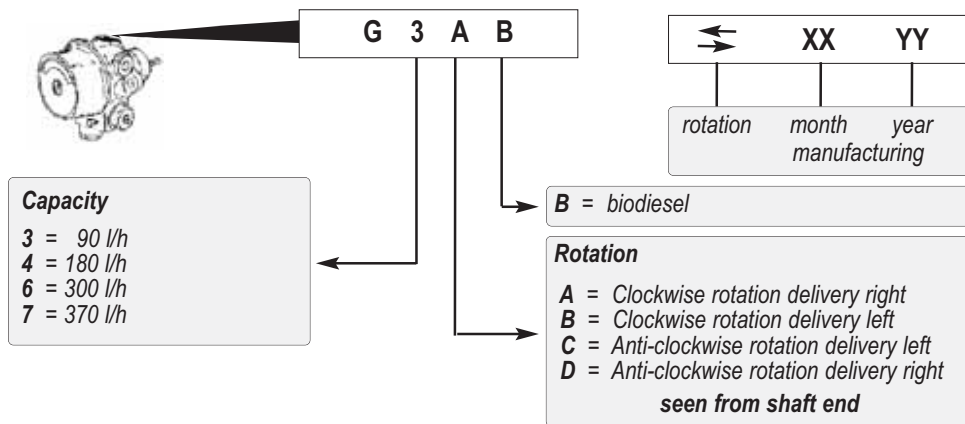 G 3 A B
XX YY
rotation month year
manufacturing
Capacity
3 = 90 l/h
4 = 180 l/h
6 = 300 l/h
7 = 370 l/h
B = biodiesel
Rotation
A = Clockwise rotation delivery right
B = Clockwise rotation delivery left
C = Anti-clockwise rotation delivery left
D = Anti-clockwise rotation delivery right
seen from shaft end